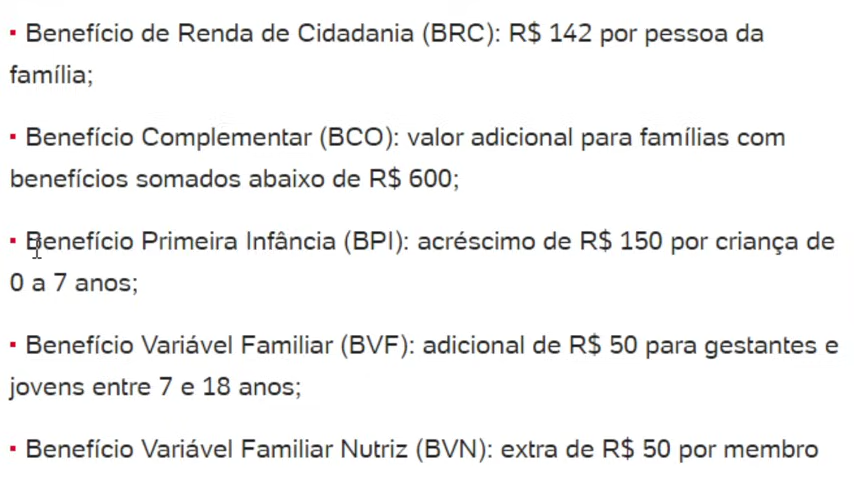 ▪ Benefício de Renda de Cidadania (BRC): R$ 142 por pessoa da
família;
▪ Benefício Complementar (BCO): valor adicional para famílias com
benefícios somados abaixo de R$ 600;
▪ Benefício Primeira Infância (BPI): acréscimo de R$ 150 por criança de
0 a 7 anos;
▪ Benefício Variável Familiar (BVF): adicional de R$ 50 para gestantes e
jovens entre 7 e 18 anos;
▪ Benefício Variável Familiar Nutriz (BVN): extra de R$ 50 por membro